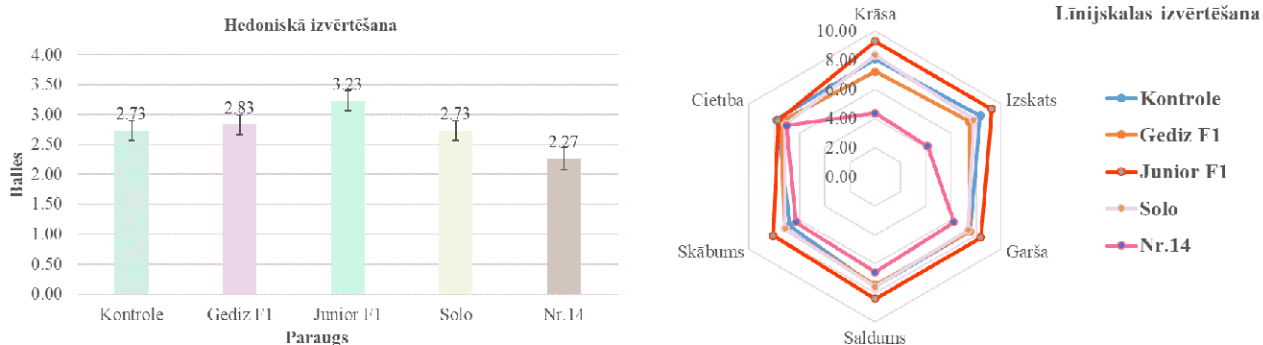 Hedoniskā izvērtēšana
4.00
3.50
3.00
2.50
2.00
1.50
1.00
0.50
0.00
Balles
2.73
2.83
3.23
2.73
2.27
Kontrole
Gediz F1
Junior F1
Solo
Nr.14
Paraugs
Līnijskalas izvērtēšana
Krāsa
Izskats
Garša
Saldums
Skābums
Cietība
10.00
8.00
6.00
4.00
2.00
0.00
Kontrole
Gediz F1
Junior F1
Solo
Nr.14